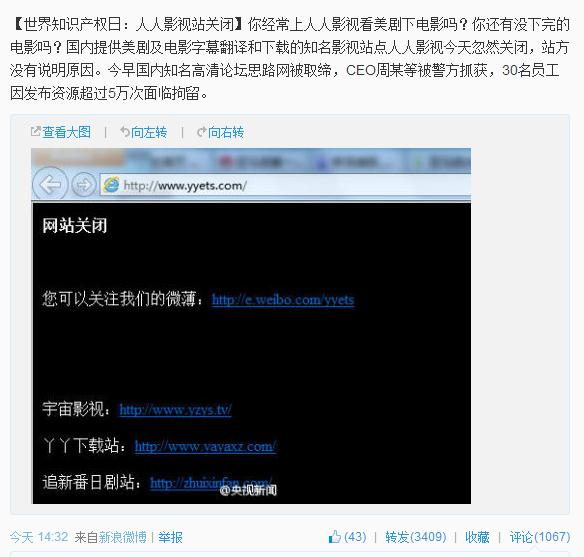 【世界知识产权日：人人影视站关闭】你经常上人人影视看美剧下电影吗？你还有没下完的
电影吗？国内提供美剧及电影字幕翻译和下载的知名影视站点人人影视今天忽然关闭，站方
没有说明原因。今早国内知名高清论坛思路网被取缔，CEO周某等被警方抓获，30名员工
因发布资源超过5万次面临拘留。
查看大图 | 向左转 | 向右转
http://www.yyets.com/
网站关闭
您可以关注我们的微薄：http://e.weibo.com/yyets
宇宙影视：http://www.yzys.tv/
丫丫下载站：http://www.yayaxz.com/
追新番日剧站：http://zhuixinfan.com/
@央视新闻
今天 14:32 来自新浪微博 | 举报 (43) | 转发(3409) | 收藏 | 评论(1067)